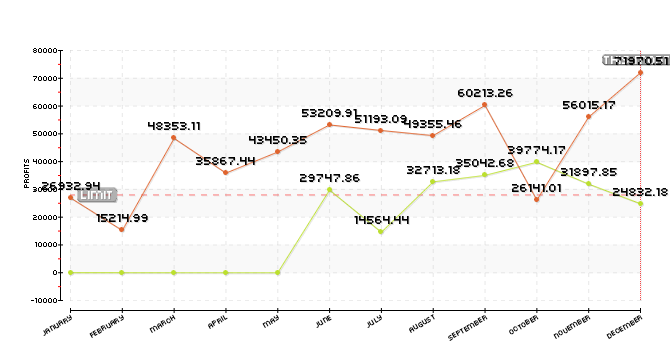 80000
70000
60000
50000
40000
30000
20000
10000
0
-10000
PROFITS
26932.94
15214.99
48353.11
35867.44
43450.35
53209.91
51193.09
49355.46
60213.26
26141.01
56015.17
71970.51
29747.86
14564.44
32713.18
35042.68
39774.17
31897.85
24832.18
Limit
JANUARY
FEBRUARY
MARCH
APRIL
MAY
JUNE
JULY
AUGUST
SEPTEMBER
OCTOBER
NOVEMBER
DECEMBER